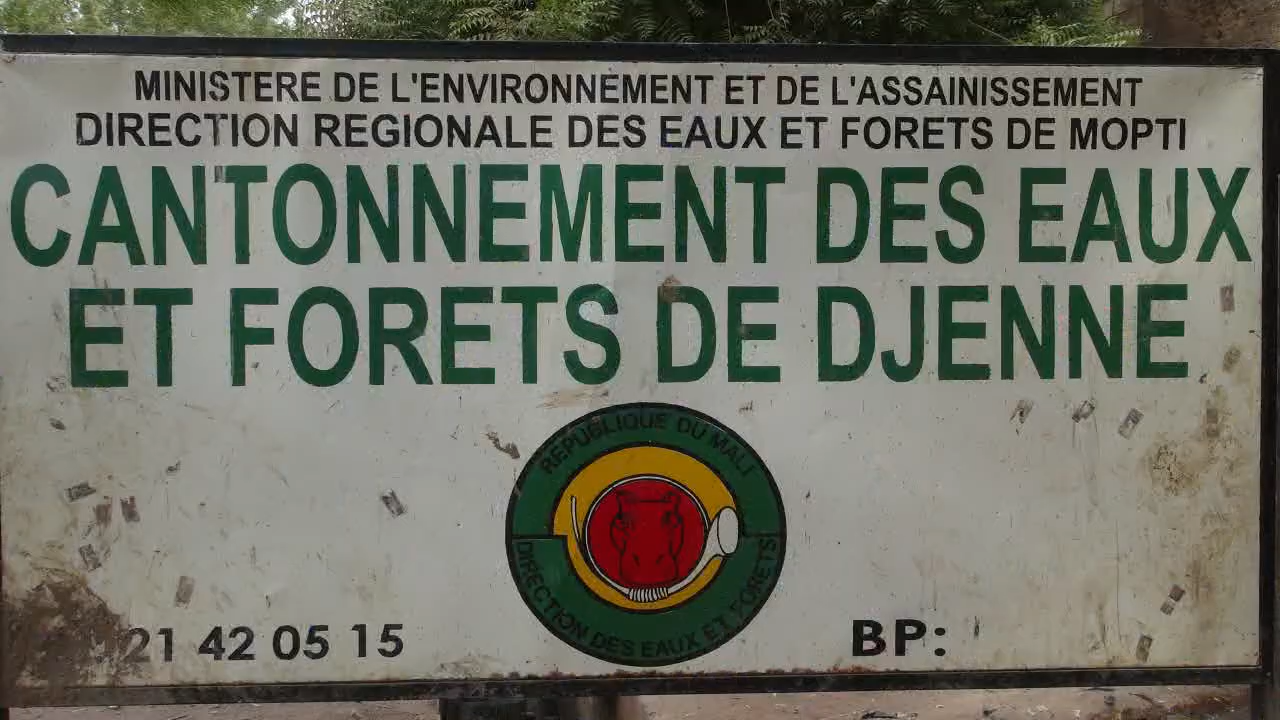 MINISTERE DE L'ENVIRONNEMENT ET DE L'ASSAINISSEMENT
DIRECTION REGIONALE DES EAUX ET FORETS DE MOPTI
CANTONNEMENT DES EAUX
ET FORETS DE DJENNE
REPUBLIQUE DU MALI
DIRECTION DES EAUX ET FORETS
21 42 05 15
BP: